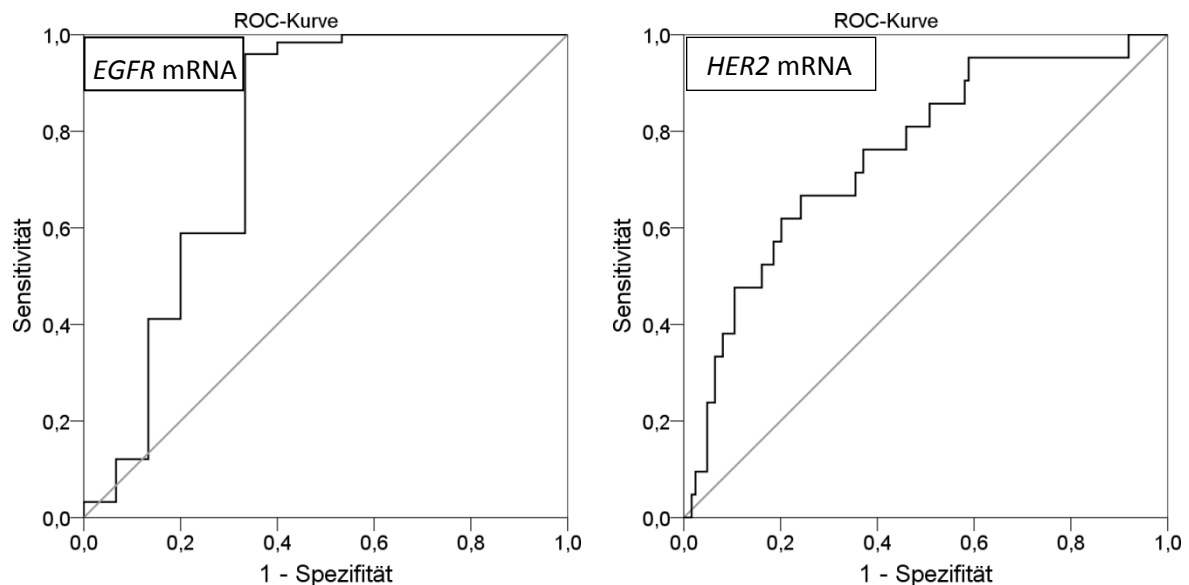 ROC-Kurve
EGFR mRNA
1,0
0,8
0,6
0,4
0,2
0,0
Sensitivität
0,0 0,2 0,4 0,6 0,8 1,0
1 - Spezifität
ROC-Kurve
HER2 mRNA
1,0
0,8
0,6
0,4
0,2
0,0
Sensitivität
0,0 0,2 0,4 0,6 0,8 1,0
1 - Spezifität